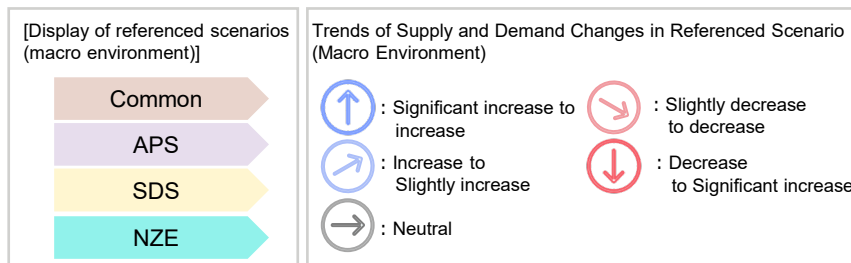 [Display of referenced scenarios
(macro environment)]
Common
APS
SDS
NZE
Trends of Supply and Demand Changes in Referenced Scenario
(Macro Environment)
: Significant increase to
increase
: Increase to
Slightly increase
: Neutral
: Slightly decrease
to decrease
: Decrease
to Significant increase